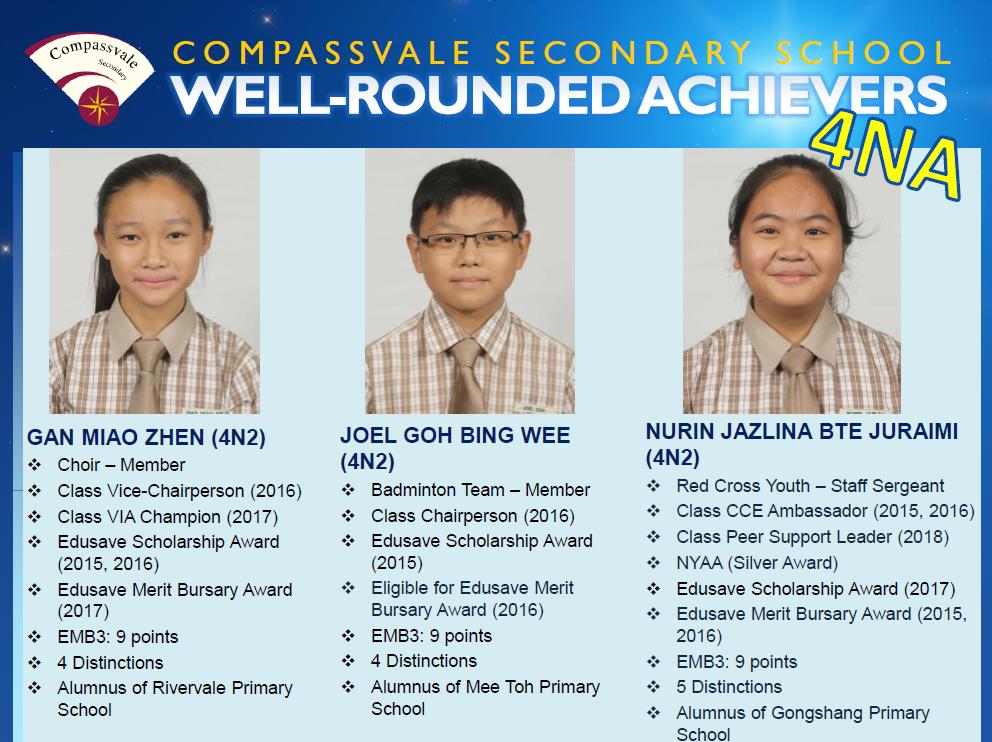 Compassvale
Secondary
COMPASSVALE SECONDARY SCHOOL
WELL-ROUNDED ACHIEVERS
4NA
GAN MIAO ZHEN (4N2)
❖ Choir – Member
❖ Class Vice-Chairperson (2016)
❖ Class VIA Champion (2017)
❖ Edusave Scholarship Award
(2015, 2016)
❖ Edusave Merit Bursary Award
(2017)
❖ EMB3: 9 points
❖ 4 Distinctions
❖ Alumnus of Rivervale Primary
School
JOEL GOH BING WEE
(4N2)
❖ Badminton Team – Member
❖ Class Chairperson (2016)
❖ Edusave Scholarship Award
(2015)
❖ Eligible for Edusave Merit
Bursary Award (2016)
❖ EMB3: 9 points
❖ 4 Distinctions
❖ Alumnus of Mee Toh Primary
School
NURIN JAZLINA BTE JURAIMI
(4N2)
❖ Red Cross Youth – Staff Sergeant
❖ Class CCE Ambassador (2015, 2016)
❖ Class Peer Support Leader (2018)
❖ NYAA (Silver Award)
❖ Edusave Scholarship Award (2017)
❖ Edusave Merit Bursary Award (2015,
2016)
❖ EMB3: 9 points
❖ 5 Distinctions
❖ Alumnus of Gongshang Primary
School